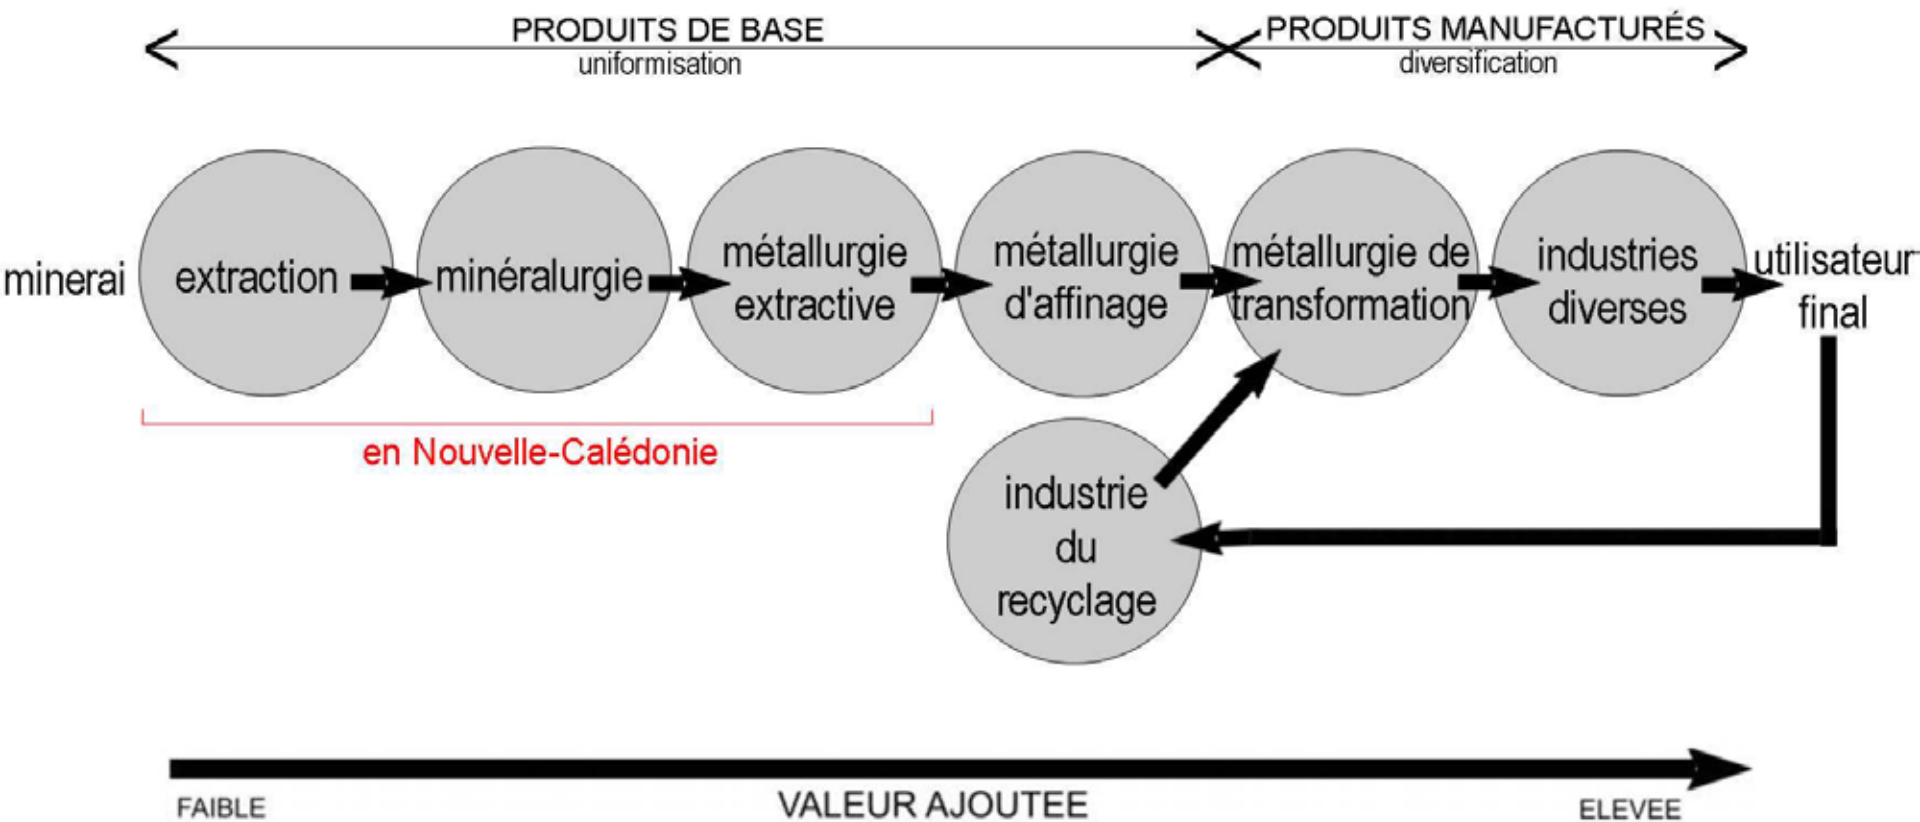 PRODUITS DE BASE
uniformisation
PRODUITS MANUFACTURÉS
diversification
minerai
extraction
minéralurgie
métallurgie
extractive
métallurgie
d'affinage
métallurgie de
transformation
industries
diverses
utilisateur
final
en Nouvelle-Calédonie
industrie
du
recyclage
FAIBLE
VALEUR AJOUTEE
ELEVEE